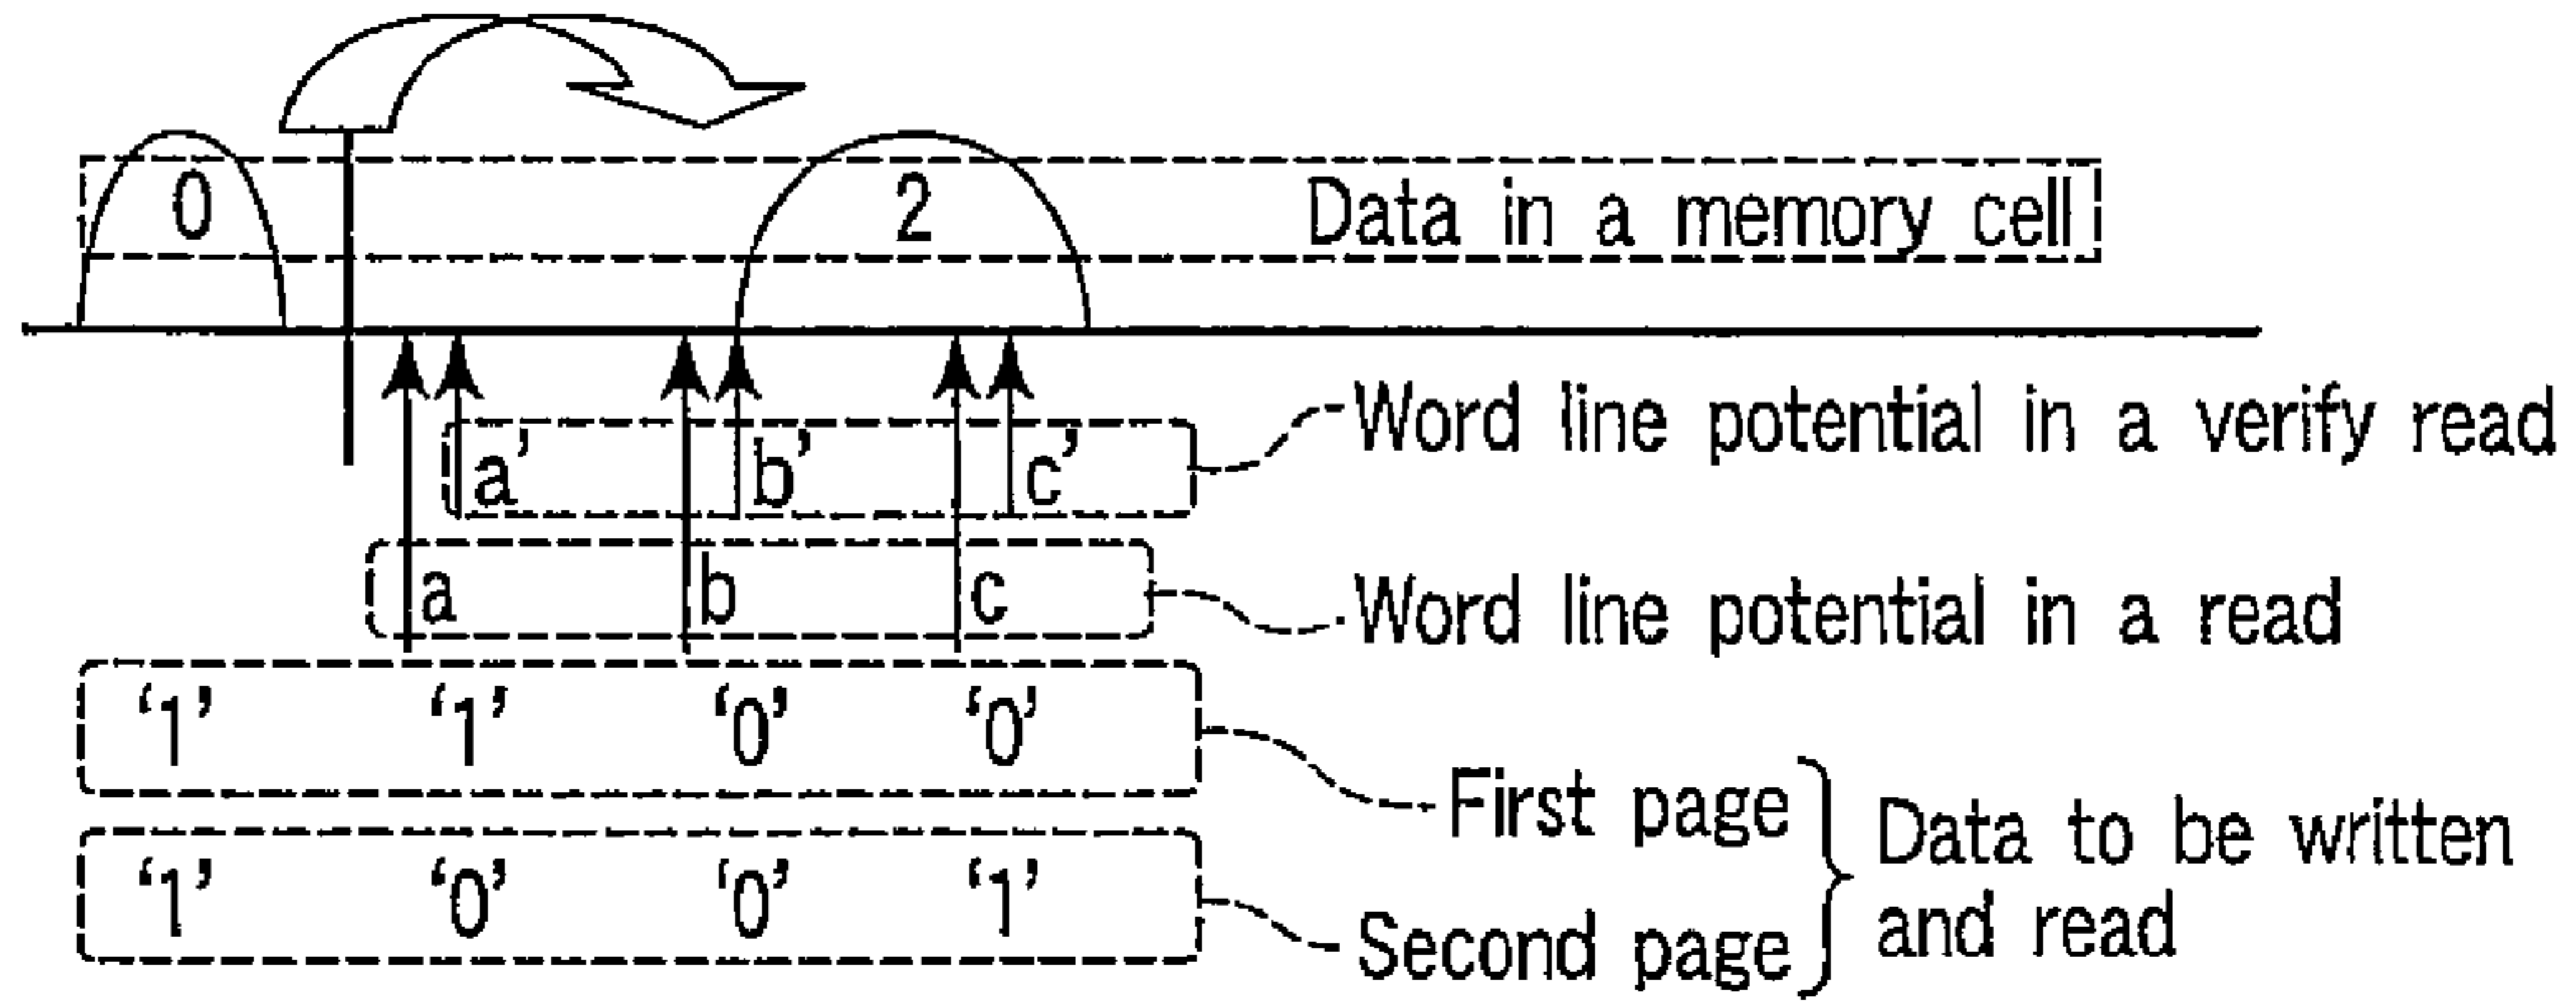 0 2 Data in a memory cell
a’ b’ c’ Word line potential in a verify read
a b c Word line potential in a read
‘1’ ‘1’ ‘0’ ‘0’
First page
‘1’ ‘0’ ‘0’ ‘1’
Second page
Data to be written
and read